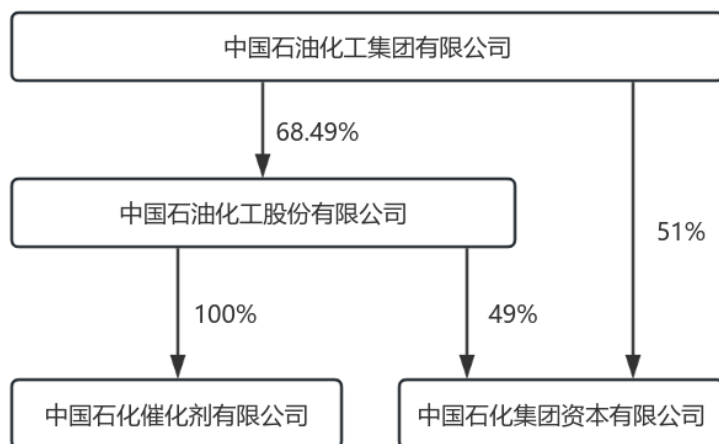 中国石油化工集团有限公司
68.49%
中国石油化工股份有限公司
51%
100%
49%
中国石化催化剂有限公司
中国石化集团资本有限公司